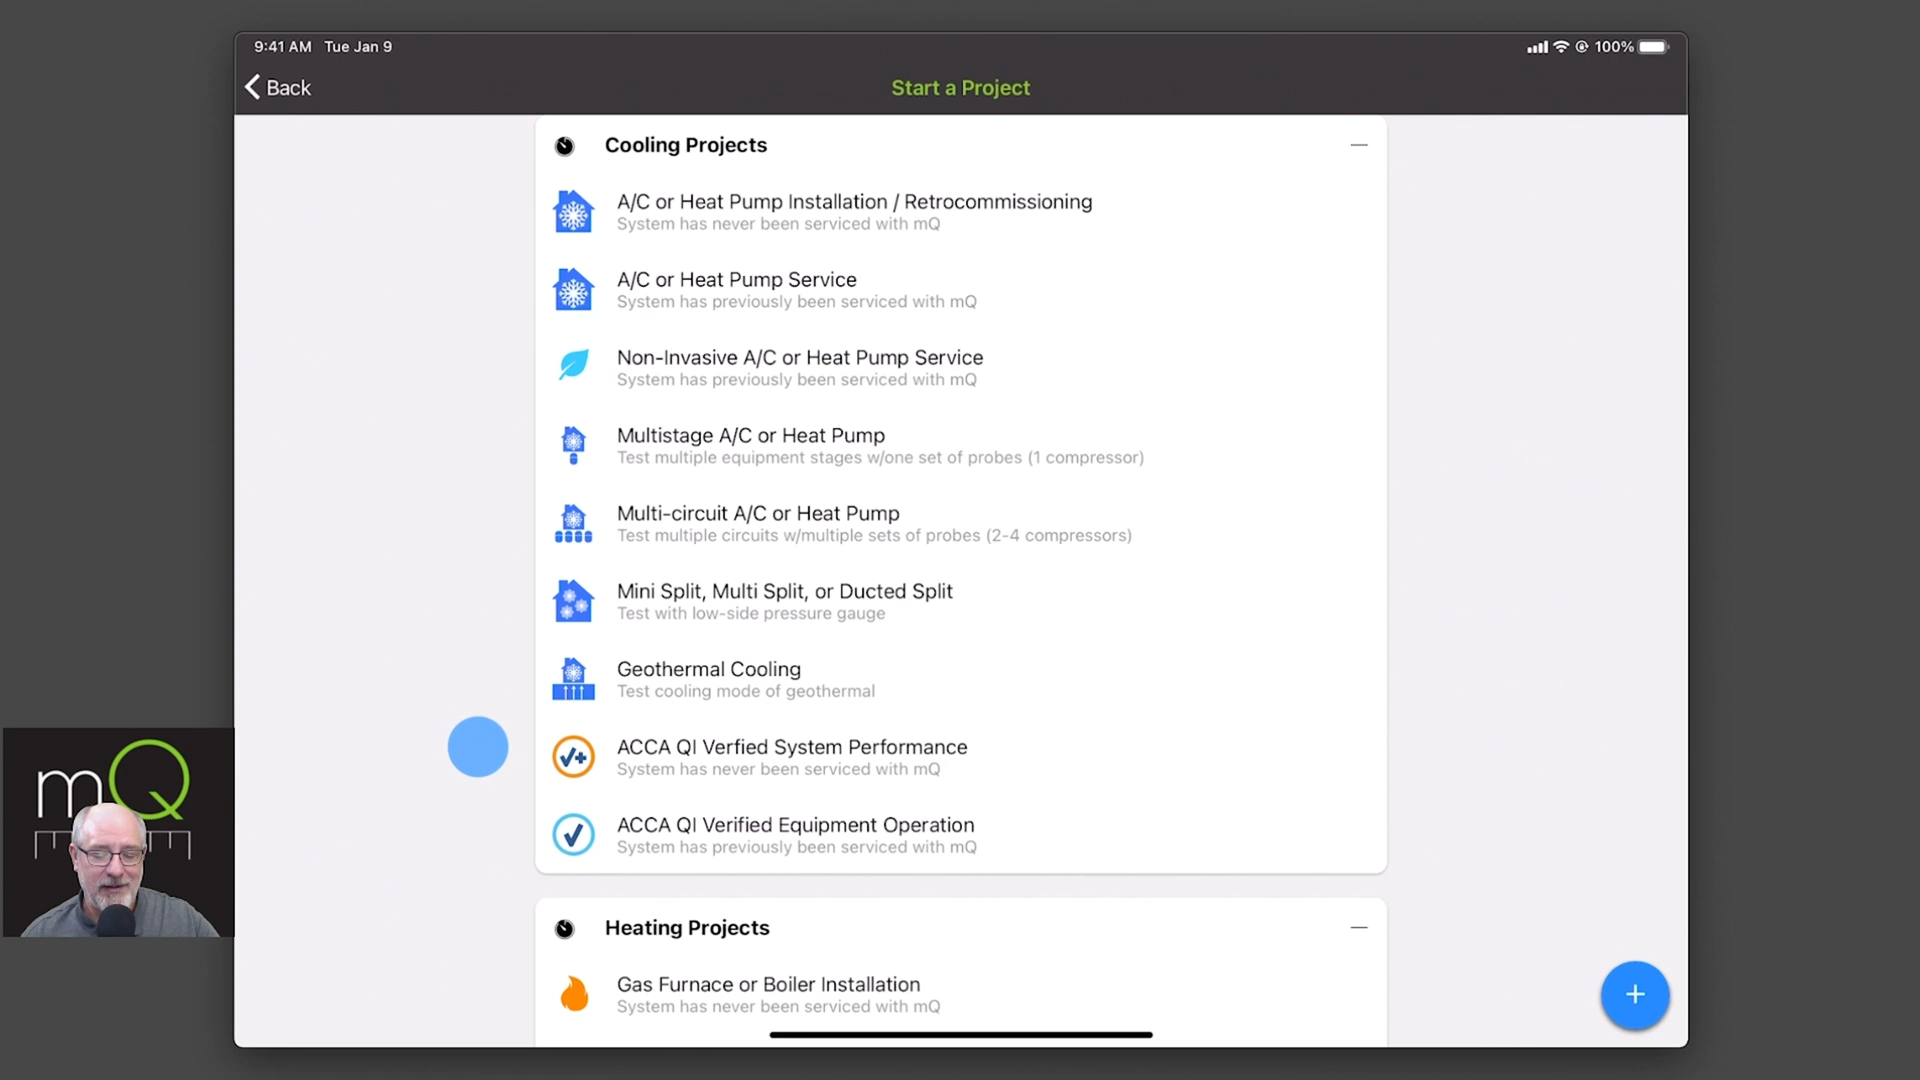 9:41 AM Tue Jan 9
100%
Back
Start a Project
Cooling Projects
A/C or Heat Pump Installation / Retrocommissioning
System has never been serviced with mQ
A/C or Heat Pump Service
System has previously been serviced with mQ
Non-Invasive A/C or Heat Pump Service
System has previously been serviced with mQ
Multistage A/C or Heat Pump
Test multiple equipment stages w/one set of probes (1 compressor)
Multi-circuit A/C or Heat Pump
Test multiple circuits w/multiple sets of probes (2-4 compressors)
Mini Split, Multi Split, or Ducted Split
Test with low-side pressure gauge
Geothermal Cooling
Test cooling mode of geothermal
ACCA QI Verfied System Performance
System has never been serviced with mQ
ACCA QI Verified Equipment Operation
System has previously been serviced with mQ
mQ
Heating Projects
Gas Furnace or Boiler Installation
System has never been serviced with mQ